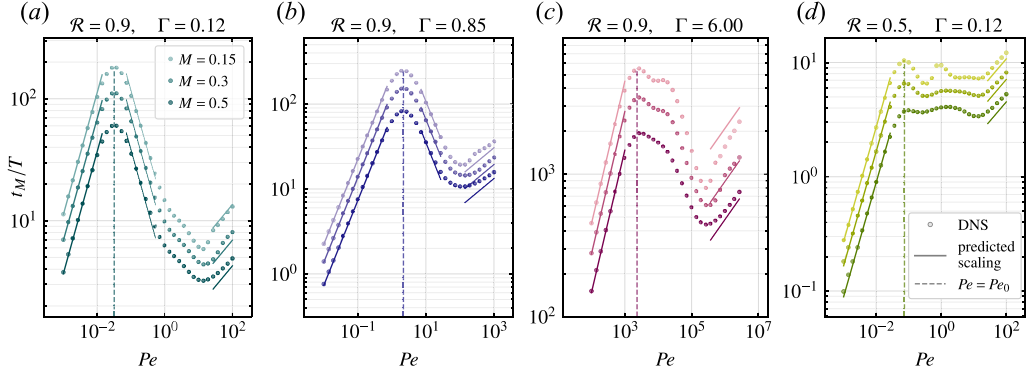 (a) ℛ = 0.9, Γ = 0.12
(b) ℛ = 0.9, Γ = 0.85
(c) ℛ = 0.9, Γ = 6.00
(d) ℛ = 0.5, Γ = 0.12
t_M/T
10²
10¹
M = 0.15
M = 0.3
M = 0.5
10⁻² 10⁰ 10²
Pe
10²
10¹
10⁰
10⁻¹ 10¹ 10³
Pe
10³
10²
10¹ 10³ 10⁵ 10⁷
Pe
10¹
10⁰
10⁻¹
DNS
predicted
scaling
Pe = Pe₀
10⁻² 10⁰ 10²
Pe